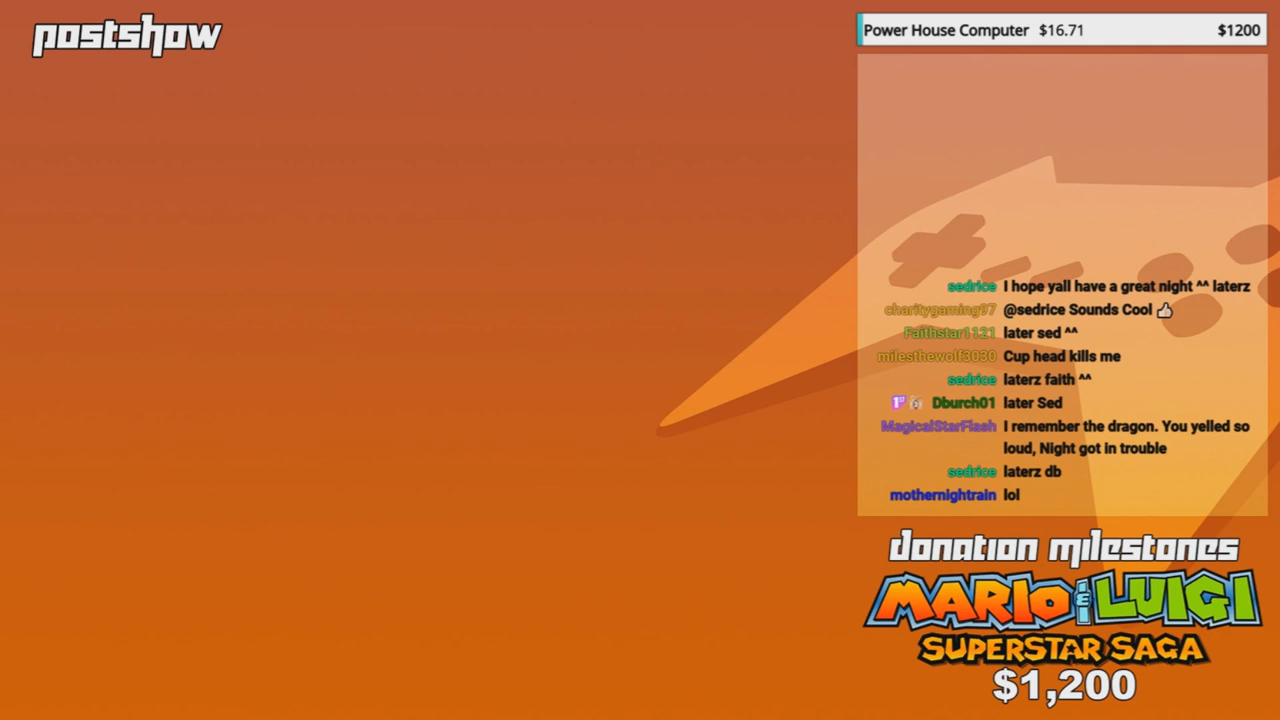 postshow
Power House Computer $16.71 $1200
sedrice I hope yall have a great night ^^ laterz
charitygaming97 @sedrice Sounds Cool 👍
Faithstar1121 later sed ^^
milesthewolf3030 Cup head kills me
sedrice laterz faith ^^
Dburch01 later Sed
MagicalStarFlash I remember the dragon. You yelled so
loud, Night got in trouble
sedrice laterz db
mothernightrain lol
donation milestones
MARIO & LUIGI
SUPERSTAR SAGA
$1,200